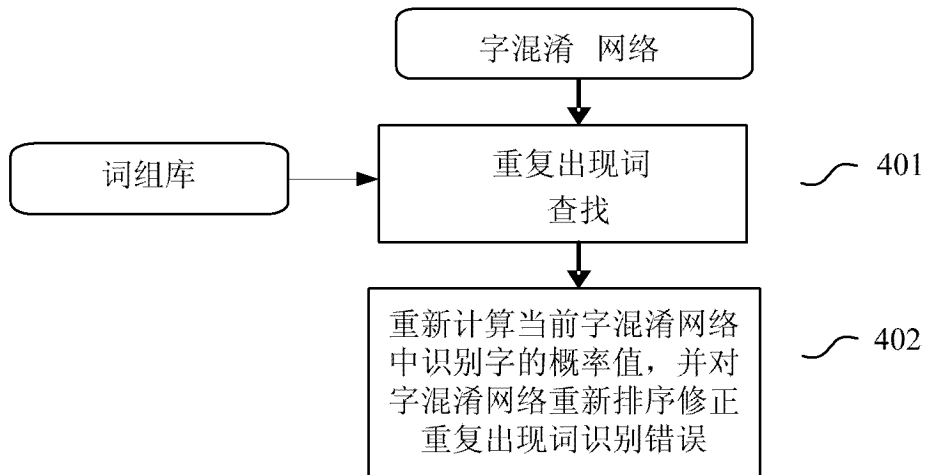 字混淆 网络
词组库
重复出现词
查找
401
重新计算当前字混淆网络
中识别字的概率值，并对
字混淆网络重新排序修正
重复出现词识别错误
402